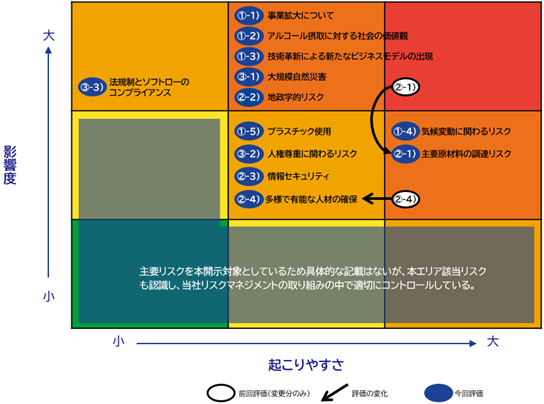 大
影響度
小
①-1) 事業拡大について
①-2) アルコール摂取に対する社会の価値観
①-3) 技術革新による新たなビジネスモデルの出現
③-1) 大規模自然災害
②-2) 地政学的リスク
③-3) 法規制とソフトローの
コンプライアンス
②-1)
①-5) プラスチック使用
③-2) 人権尊重に関わるリスク
②-3) 情報セキュリティ
②-4) 多様で有能な人材の確保
①-4) 気候変動に関わるリスク
②-1) 主要原材料の調達リスク
②-4)
主要リスクを本開示対象としているため具体的な記載はないが、本エリア該当リスク
も認識し、当社リスクマネジメントの取り組みの中で適切にコントロールしている。
小
大
起こりやすさ
前回評価(変更分のみ)
評価の変化
今回評価